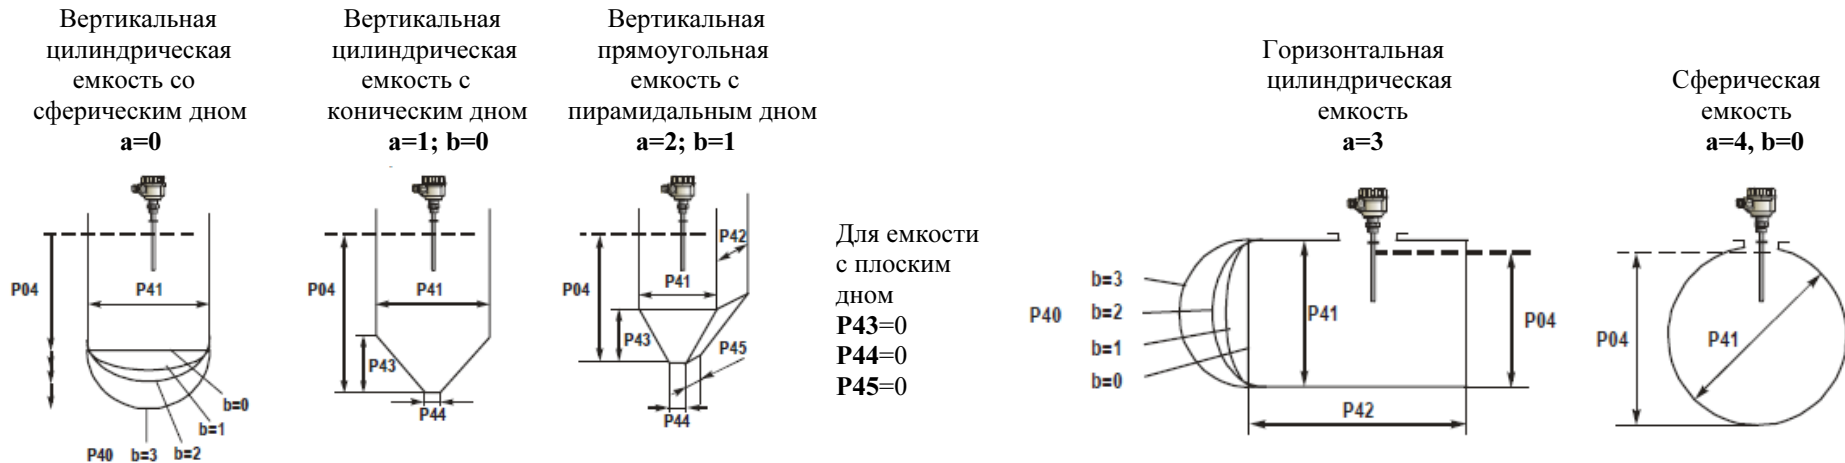 Вертикальная
цилиндрическая
емкость со
сферическим дном
a=0
P04
P41
b=0
b=1
P40 b=3 b=2
Вертикальная
цилиндрическая
емкость с
коническим дном
a=1; b=0
P04
P41
P43
P44
Вертикальная
прямоугольная
емкость с
пирамидальным дном
a=2; b=1
P42
P04
P41
P43
P45
P44
Для емкости
с плоским
дном
P43=0
P44=0
P45=0
Горизонтальная
цилиндрическая
емкость
a=3
b=3
P40
b=2
P41
P04
b=1
b=0
P42
Сферическая
емкость
a=4, b=0
P04
P41